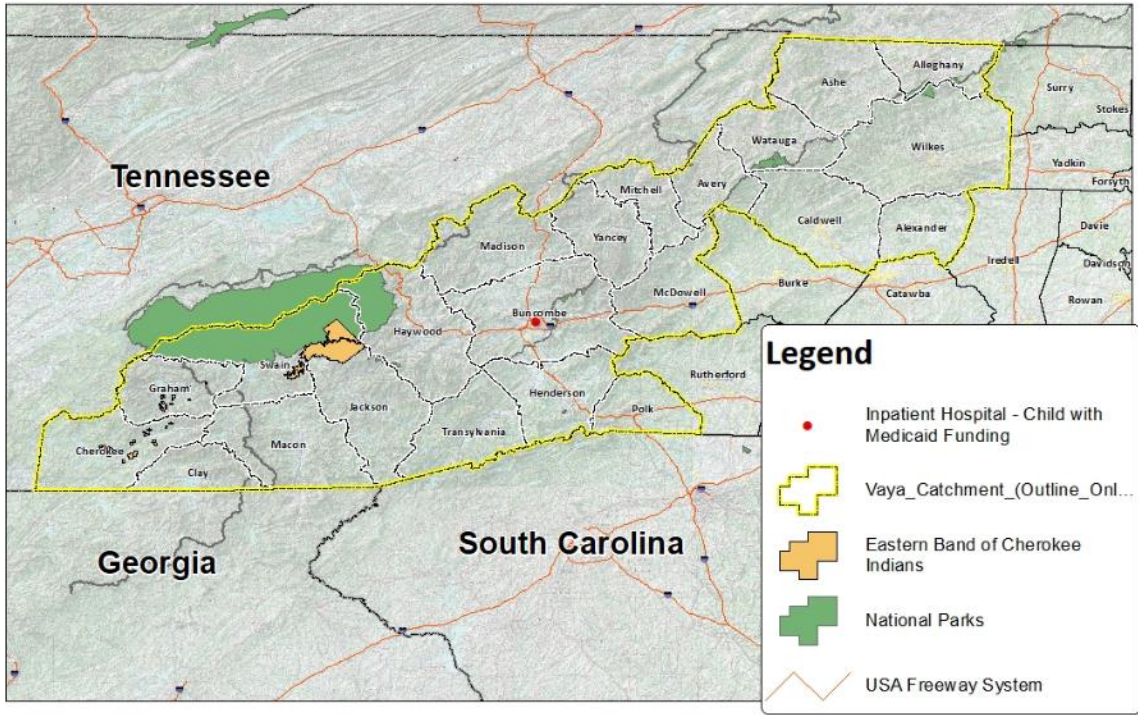 Alleghany
Ashe
Surry
Stokes
Watauga
Wilkes
Yadkin
Forsyth
Tennessee
Mitchell
Avery
Caldwell
Alexander
Davie
Madison
Yancey
Iredell
Davidson
McDowell
Burke
Catawba
Rowan
Buncombe
Haywood
Swain
Rutherford
Graham
Henderson
Jackson
Polk
Transylvania
Cherokee
Macon
Clay
Georgia
South Carolina
Legend
Inpatient Hospital - Child with
Medicaid Funding
Vaya_Catchment_(Outline_Onl...
Eastern Band of Cherokee
Indians
National Parks
USA Freeway System